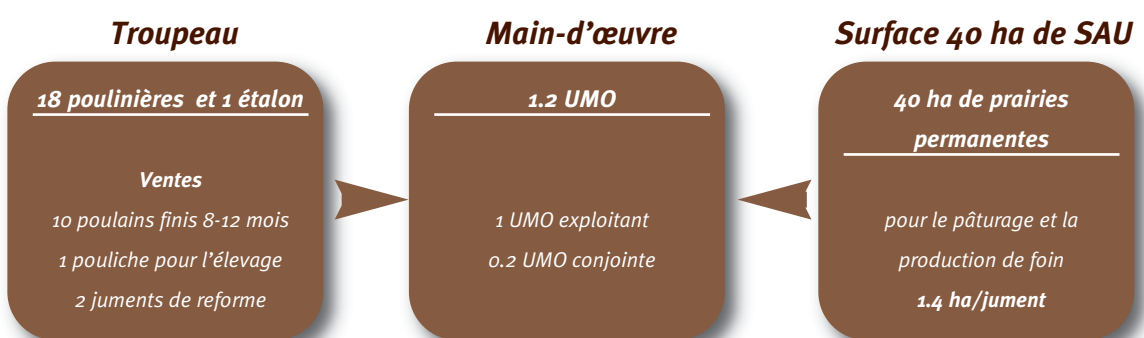 Troupeau
18 poulinières et 1 étalon
Ventes
10 poulains finis 8-12 mois
1 pouliche pour l'élevage
2 juments de reforme
Main-d'œuvre
1.2 UMO
1 UMO exploitant
0.2 UMO conjointe
Surface 40 ha de SAU
40 ha de prairies
permanentes
pour le pâturage et la
production de foin
1.4 ha/jument